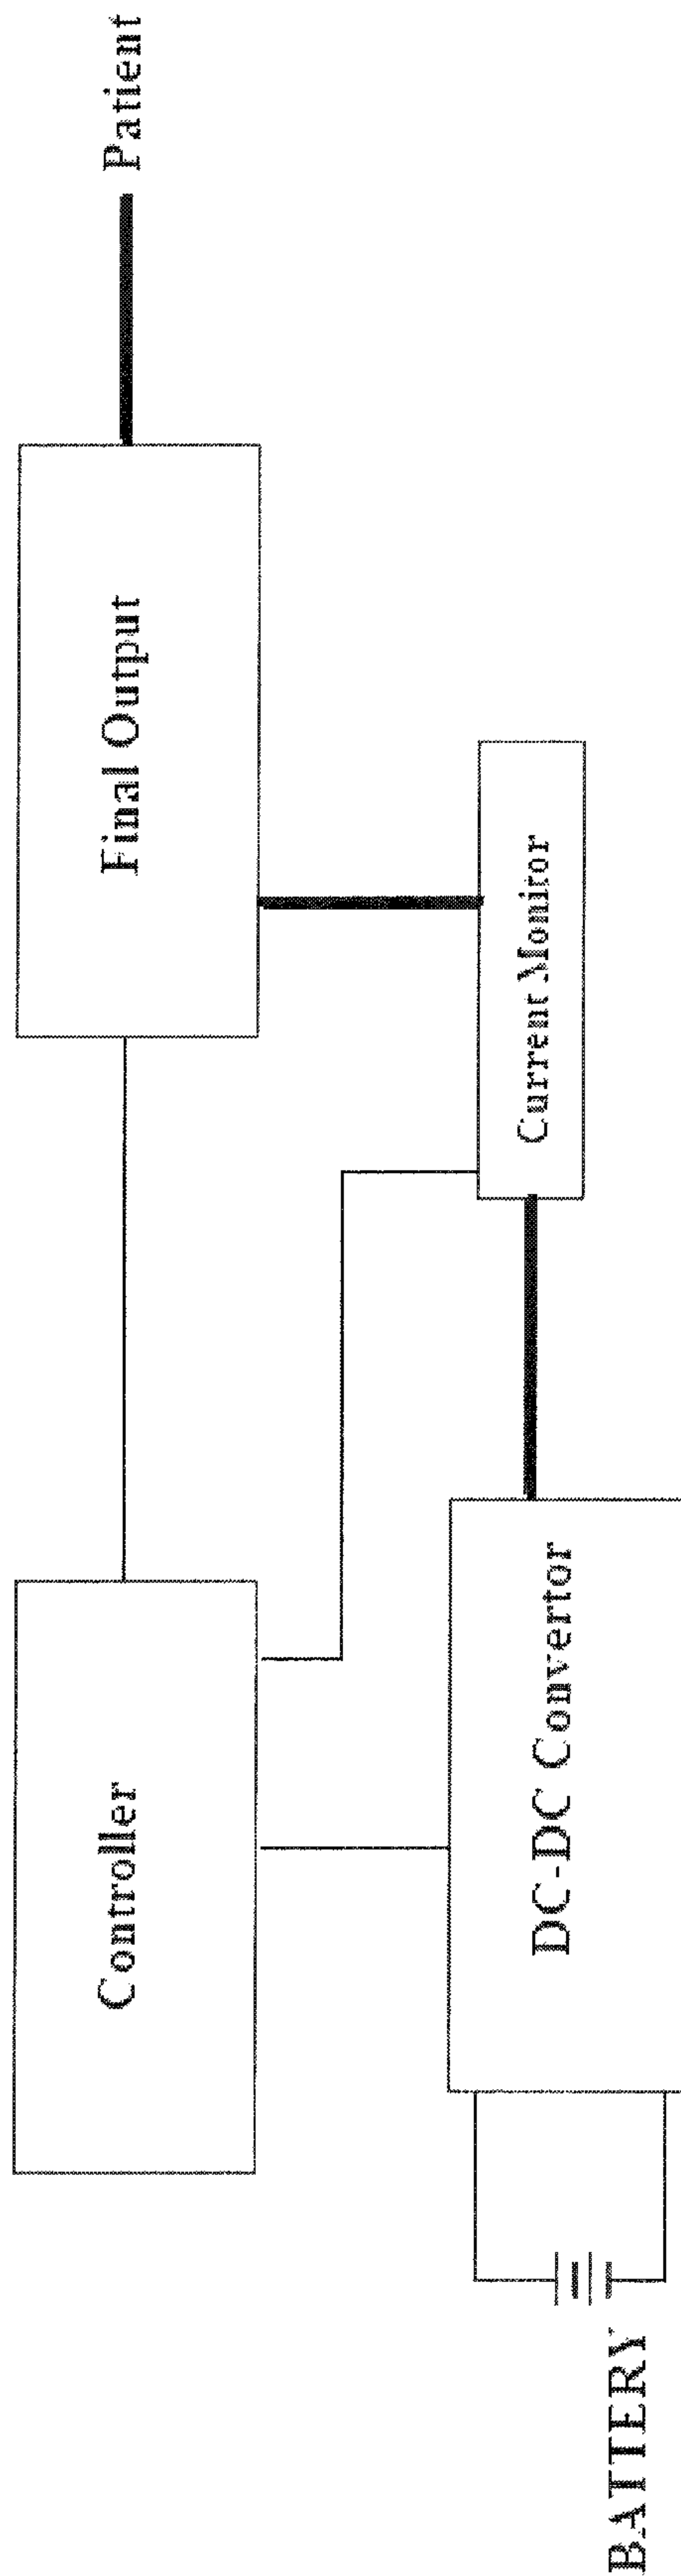 Controller
Final Output
Patient
DC-DC Convertor
Current Monitor
BATTERY